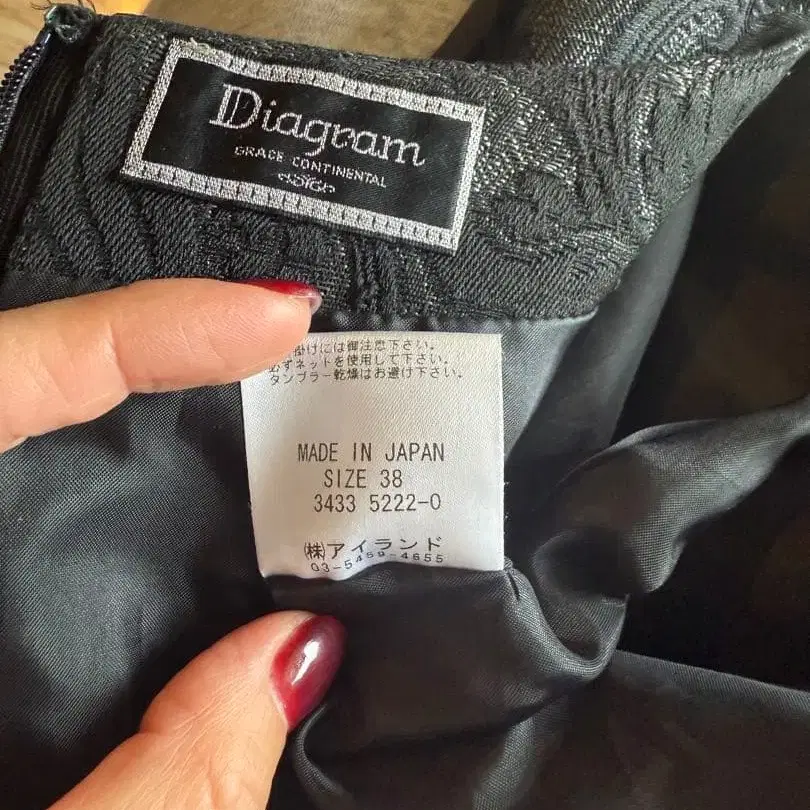 Diagram
GRACE CONTINENTAL
掛けには御注意下さい。
必ずネットを使用して下さい。
タンブラー乾燥はお避け下さい。
MADE IN JAPAN
SIZE 38
3433 5222-0
㈱アイランド
03-5459-4655